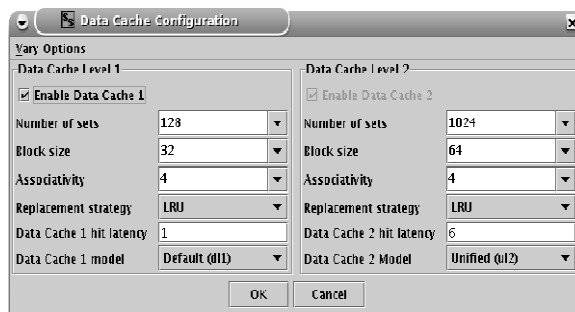 Data Cache Configuration
Vary Options
Data Cache Level 1
Enable Data Cache 1
Number of sets 128
Block size 32
Associativity 4
Replacement strategy LRU
Data Cache 1 hit latency 1
Data Cache 1 model Default (dl1)
Data Cache Level 2
Enable Data Cache 2
Number of sets 1024
Block size 64
Associativity 4
Replacement strategy LRU
Data Cache 2 hit latency 6
Data Cache 2 Model Unified (ul2)
OK Cancel